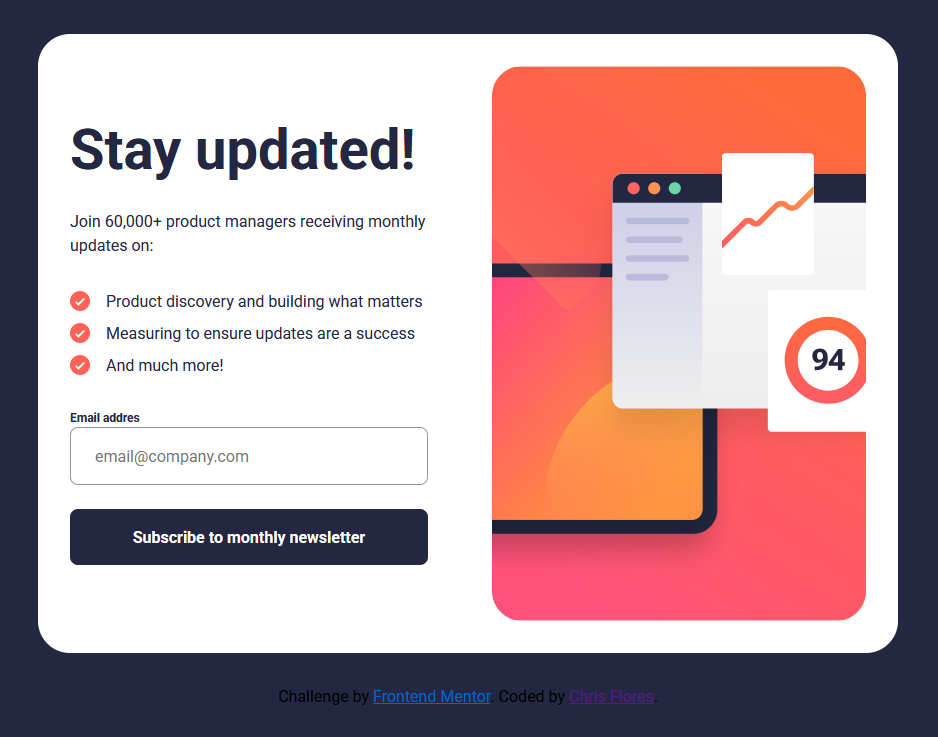 Stay updated!
Join 60,000+ product managers receiving monthly
updates on:
Product discovery and building what matters
Measuring to ensure updates are a success
And much more!
Email addres
email@company.com
Subscribe to monthly newsletter
94
Challenge by Frontend Mentor. Coded by Chris Flores.